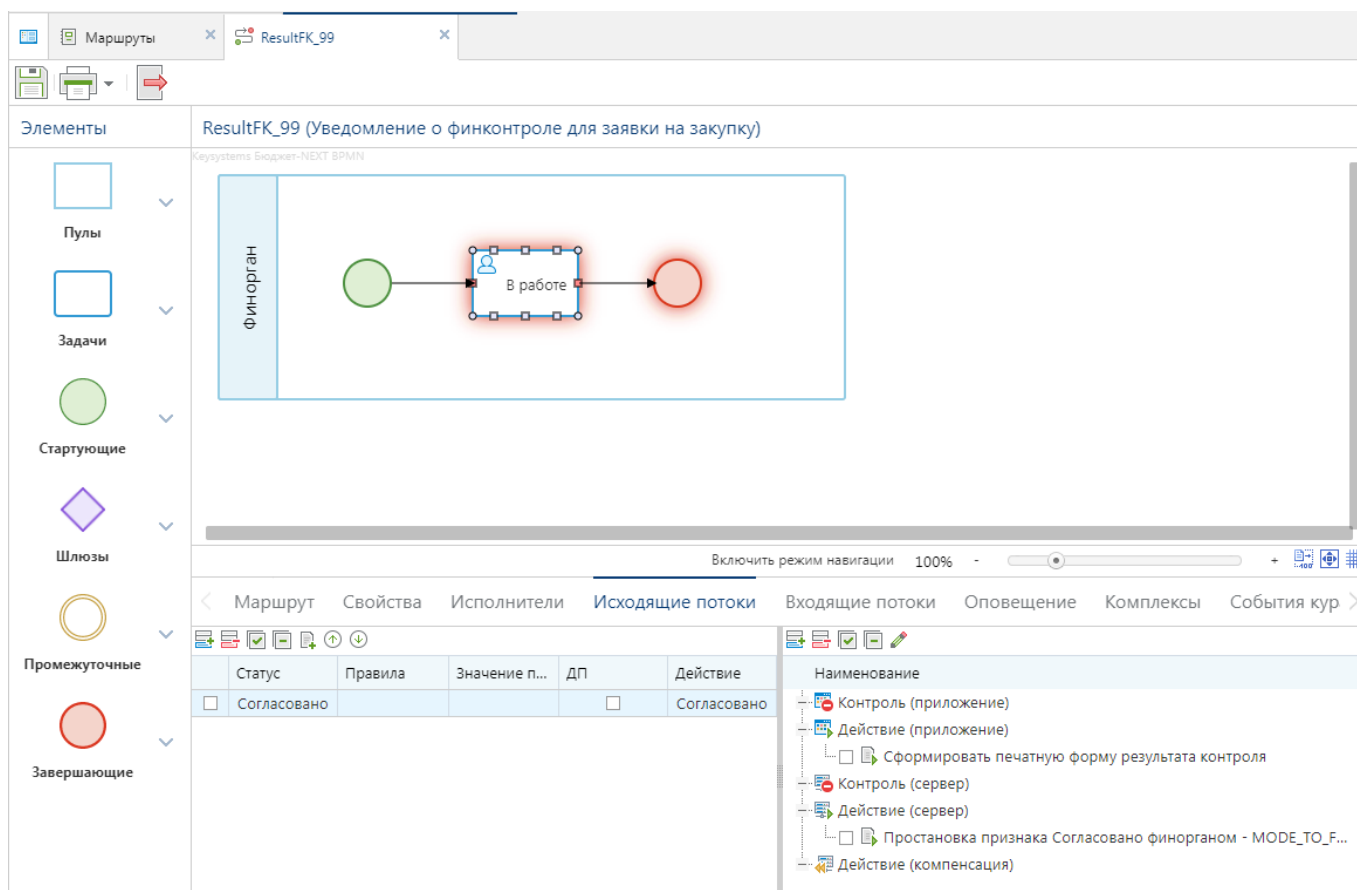 Маршруты
ResultFK_99
Элементы
ResultFK_99 (Уведомление о финконтроле для заявки на закупку)
Keysystems Бюджет-NEXT BPMN
Пулы
Задачи
Стартующие
Шлюзы
Промежуточные
Завершающие
Финорган
В работе
Включить режим навигации 100% - +
Маршрут Свойства Исполнители Исходящие потоки Входящие потоки Оповещение Комплексы События кур
Статус Правила Значение п... ДП Действие
Согласовано Согласовано
Наименование
Контроль (приложение)
Действие (приложение)
Сформировать печатную форму результата контроля
Контроль (сервер)
Действие (сервер)
Простановка признака Согласовано финорганом - MODE_TO_F...
Действие (компенсация)